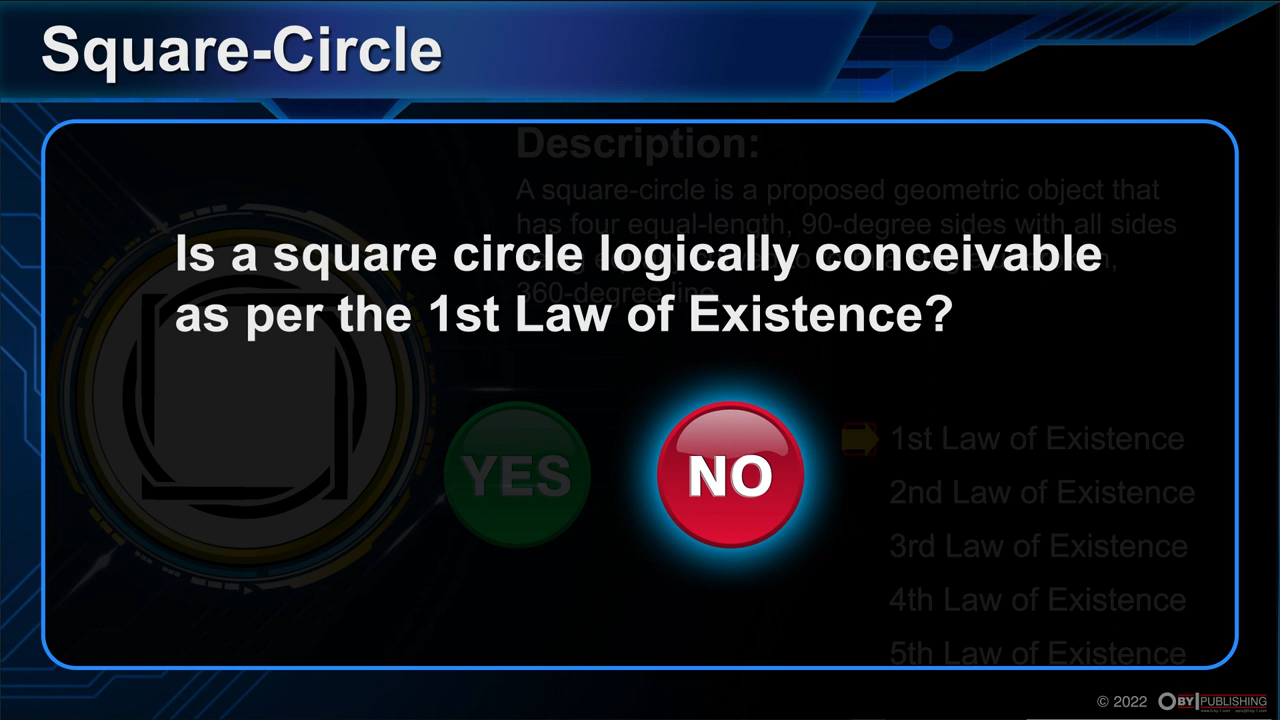 Square-Circle
Description:
A square-circle is a proposed geometric object that
has four equal-length, 90-degree sides with all sides
360-degree line
Is a square circle logically conceivable
as per the 1st Law of Existence?
YES
NO
1st Law of Existence
2nd Law of Existence
3rd Law of Existence
4th Law of Existence
5th Law of Existence
© 2022 BY PUBLISHING